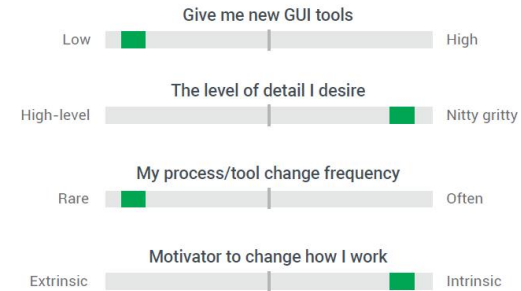 Give me new GUI tools
Low High
The level of detail I desire
High-level Nitty gritty
My process/tool change frequency
Rare Often
Motivator to change how I work
Extrinsic Intrinsic